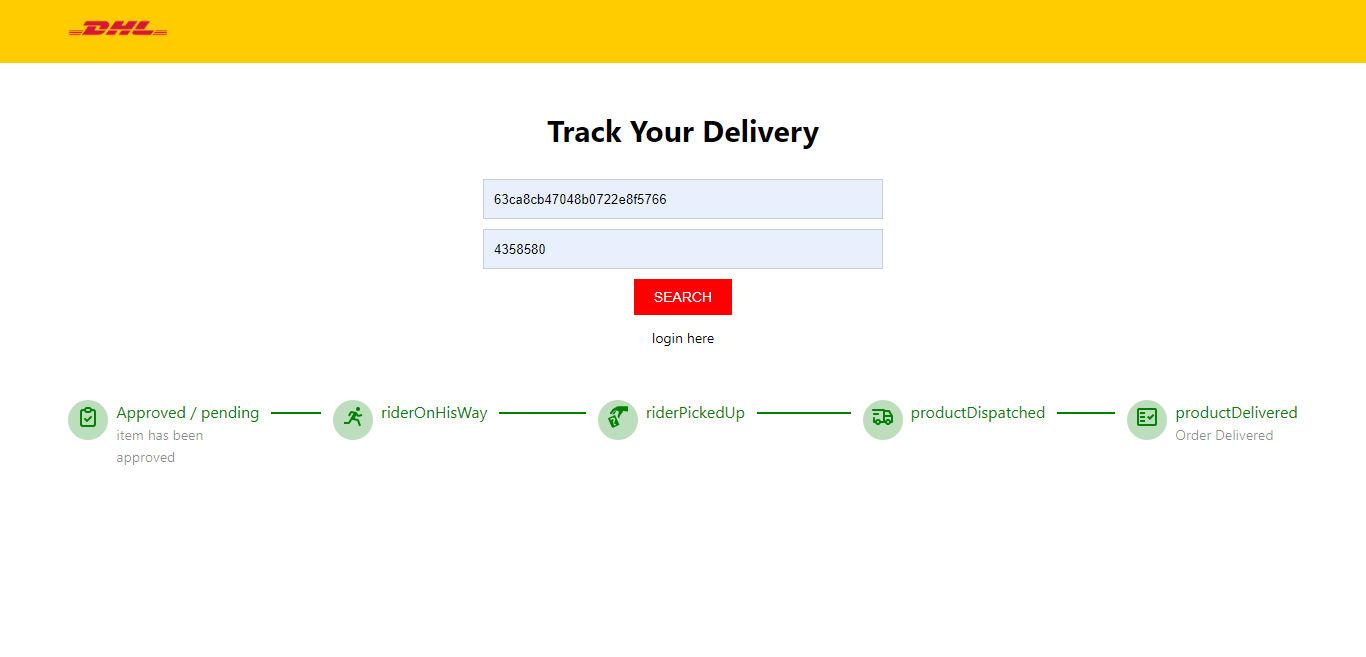 DHL
Track Your Delivery
63ca8cb47048b0722e8f5766
4358580
SEARCH
login here
Approved / pending
item has been
approved
riderOnHisWay
riderPickedUp
productDispatched
productDelivered
Order Delivered